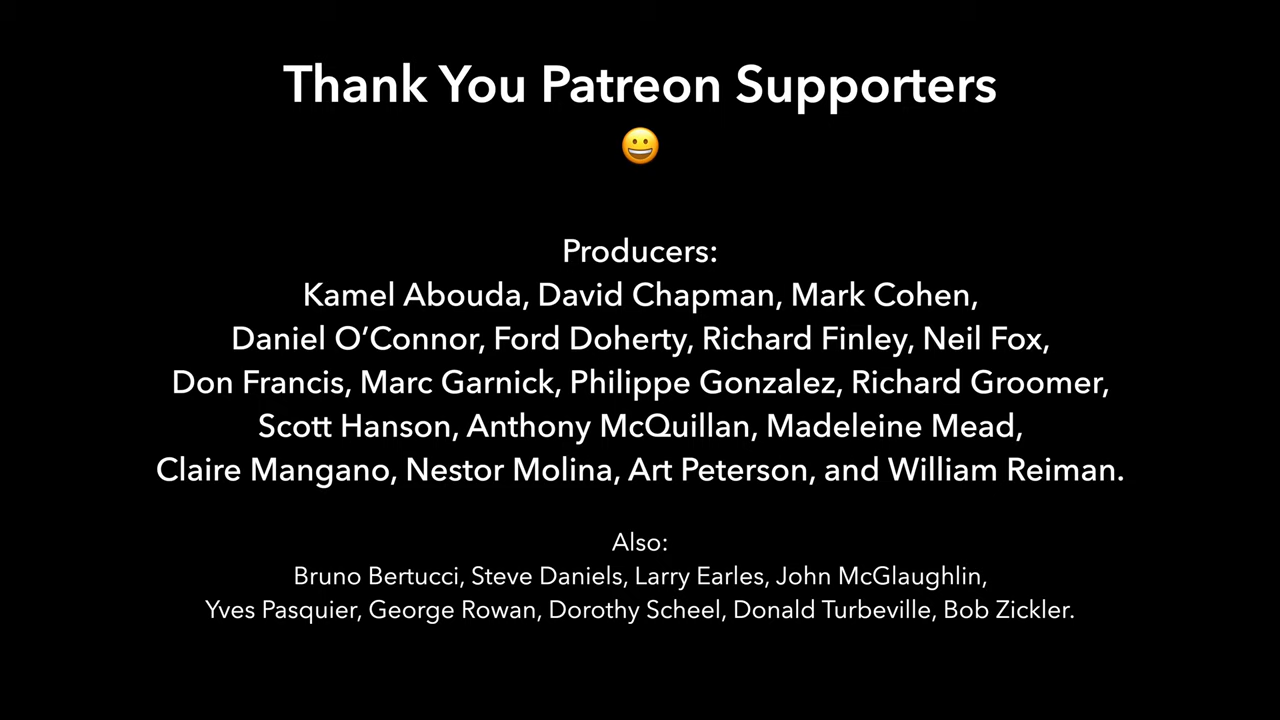 Thank You Patreon Supporters
😀
Producers:
Kamel Abouda, David Chapman, Mark Cohen,
Daniel O’Connor, Ford Doherty, Richard Finley, Neil Fox,
Don Francis, Marc Garnick, Philippe Gonzalez, Richard Groomer,
Scott Hanson, Anthony McQuillan, Madeleine Mead,
Claire Mangano, Nestor Molina, Art Peterson, and William Reiman.
Also:
Bruno Bertucci, Steve Daniels, Larry Earles, John McGlaughlin,
Yves Pasquier, George Rowan, Dorothy Scheel, Donald Turbeville, Bob Zickler.